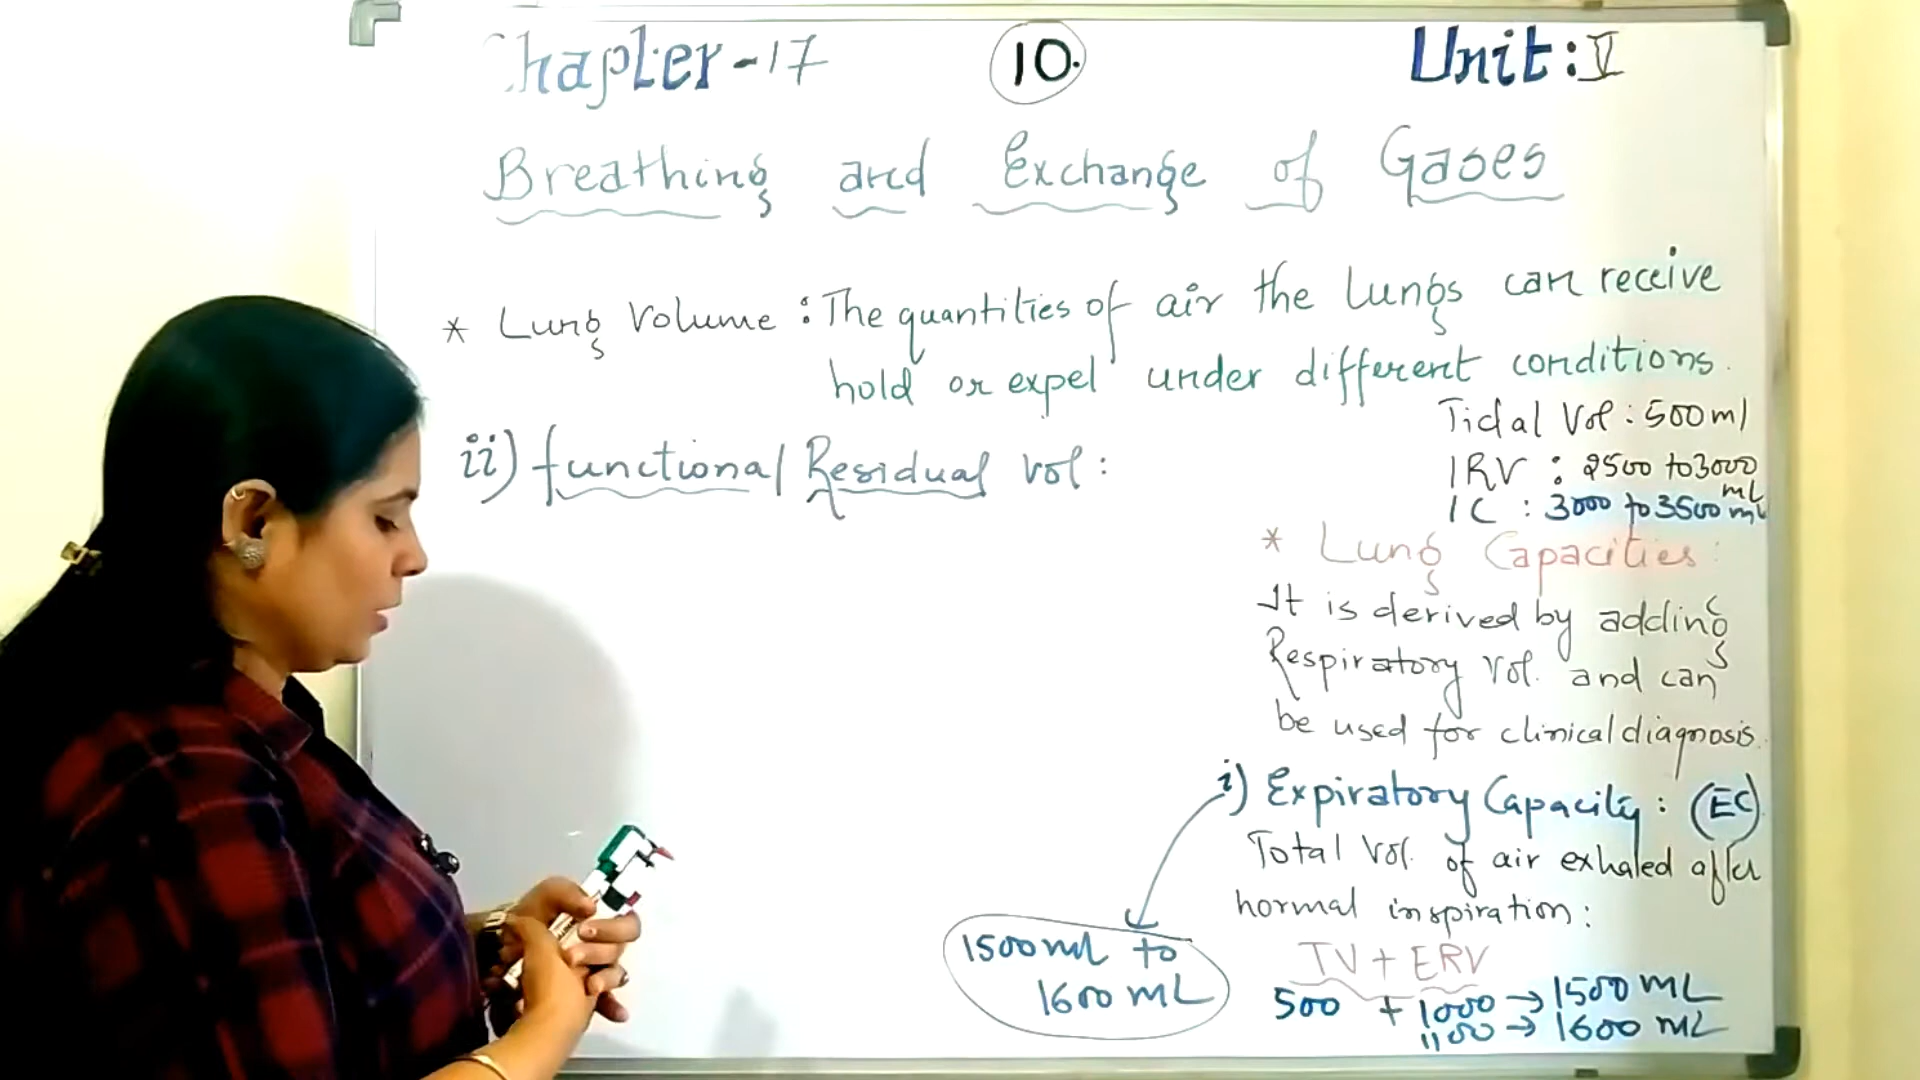 Chapter-17
10.
Unit: V
Breathing and Exchange of Gases
* Lung Volume : The quantities of air the Lungs can receive
hold or expel under different conditions.
Tidal Vol : 500 ml
IRV : 2500 to 3000 mL
IC : 3000 to 3500 mL
ii) functional Residual vol :
* Lung Capacities :
It is derived by adding
Respiratory Vol. and can
be used for clinical diagnosis.
i) Expiratory Capacity : (EC)
Total Vol. of air exhaled after
normal inspiration :
TV + ERV
500 + 1000 → 1500 mL
1100 → 1600 mL
1500 ml to
1600 mL